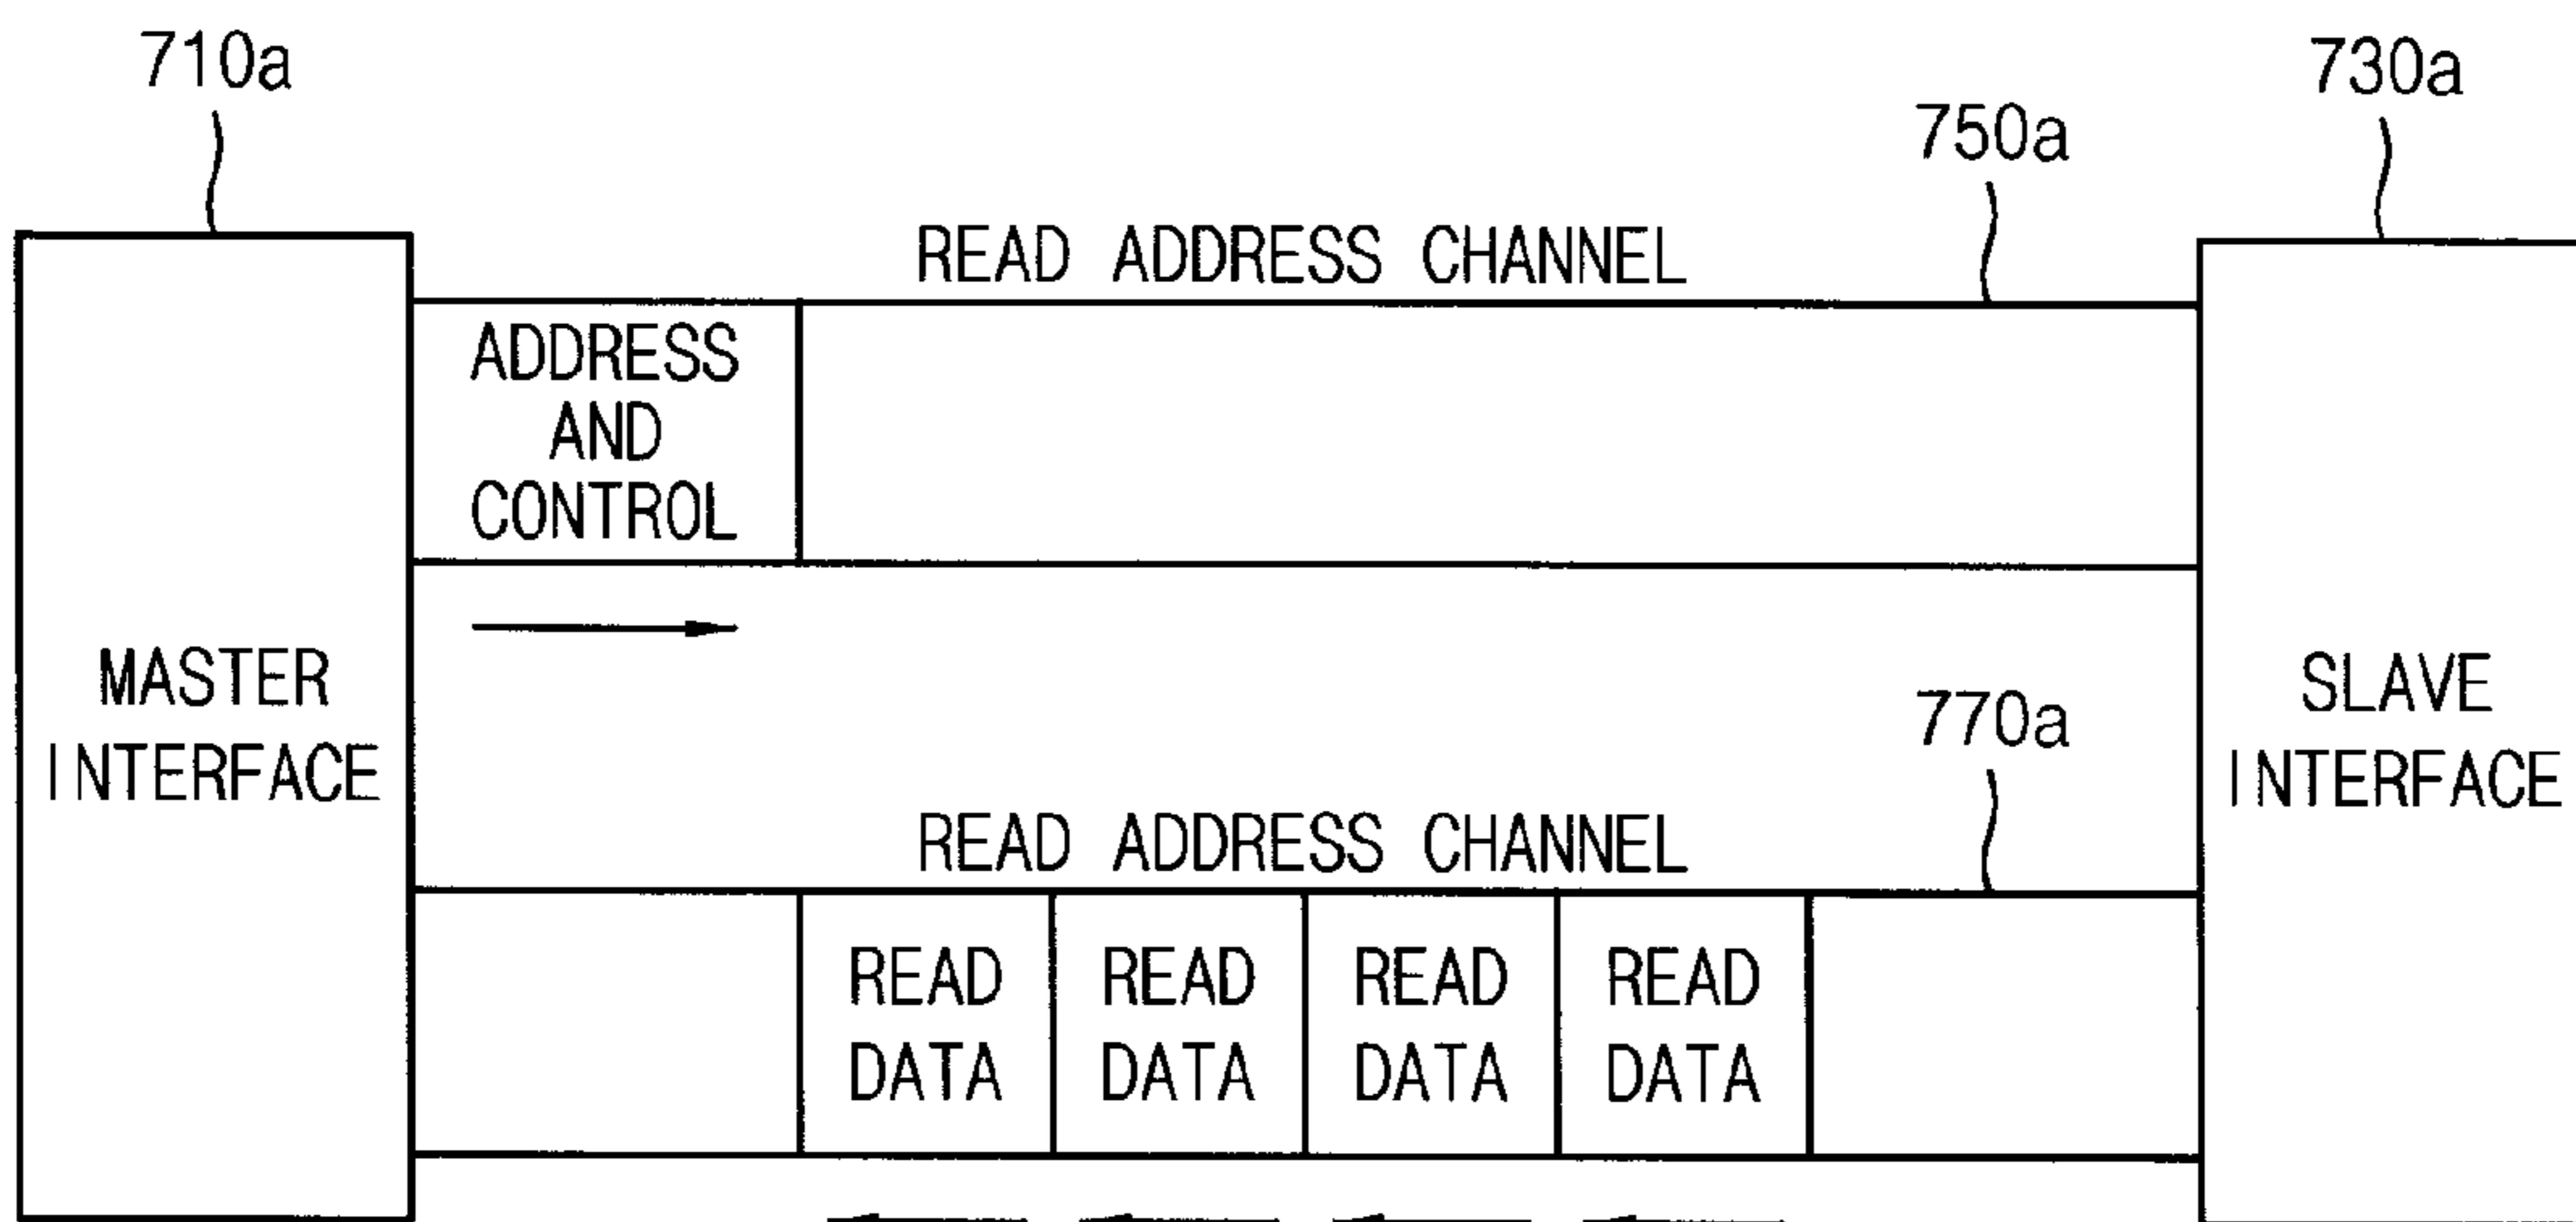 710a
730a
750a
READ ADDRESS CHANNEL
ADDRESS
AND
CONTROL
MASTER
INTERFACE
SLAVE
INTERFACE
770a
READ ADDRESS CHANNEL
READ DATA
READ DATA
READ DATA
READ DATA